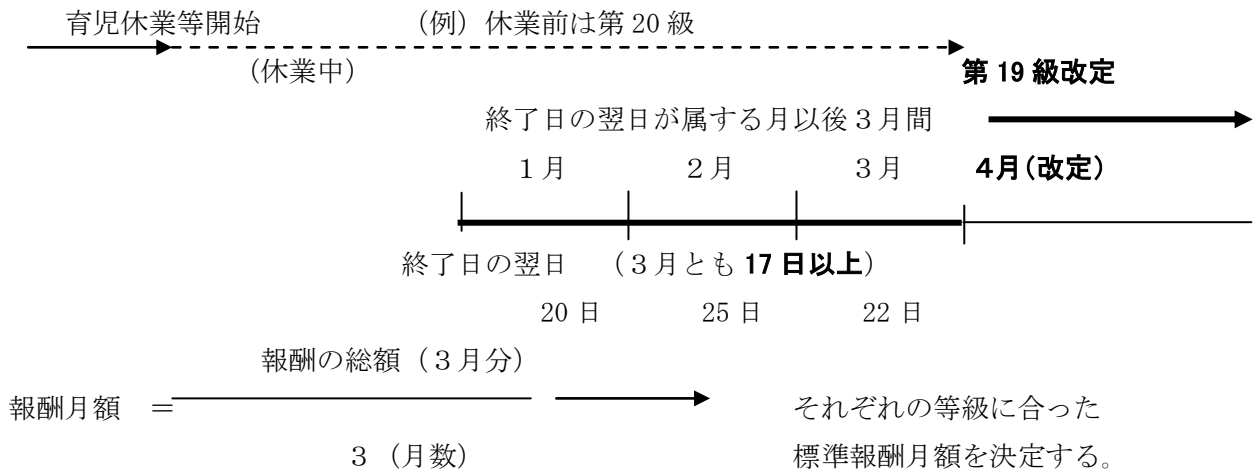 育児休業等開始 （例）休業前は第 20 級
（休業中） 第 19 級改定
終了日の翌日が属する月以後３月間
１月 ２月 ３月 ４月（改定）
終了日の翌日 （３月とも 17 日以上）
20 日 25 日 22 日
報酬の総額（３月分）
報酬月額 ＝ それぞれの等級に合った
３（月数） 標準報酬月額を決定する。